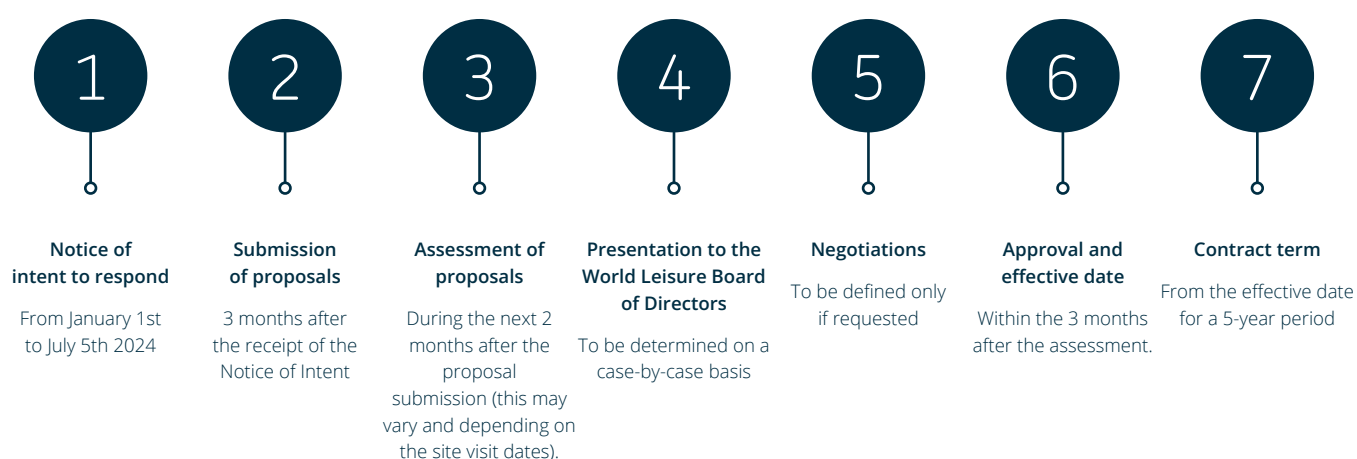 1
2
3
4
5
6
7
Notice of
intent to respond
From January 1st
to July 5th 2024
Submission
of proposals
3 months after
the receipt of the
Notice of Intent
Assessment of
proposals
During the next 2
months after the
proposal
submission (this may
vary and depending on
the site visit dates).
Presentation to the
World Leisure Board
of Directors
To be determined on a
case-by-case basis
Negotiations
To be defined only
if requested
Approval and
effective date
Within the 3 months
after the assessment.
Contract term
From the effective date
for a 5-year period